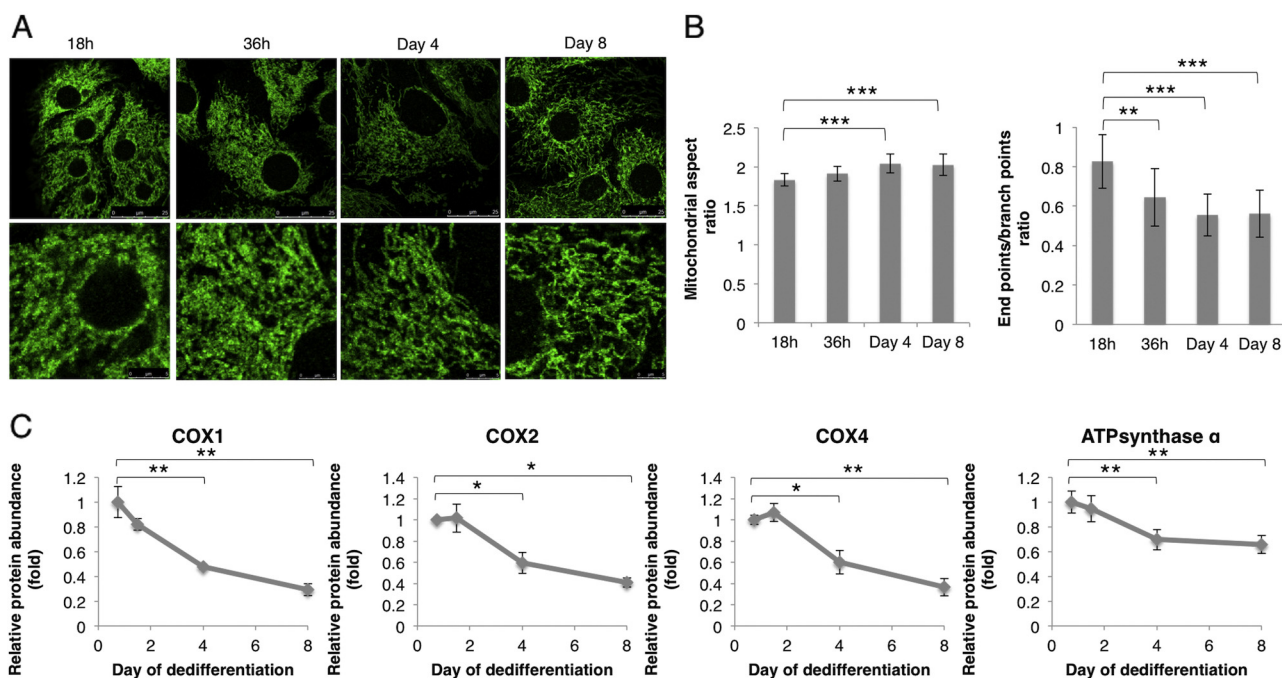 A
18h 36h Day 4 Day 8
0 µm 25
0 µm 25
0 µm 25
0 µm 25
B
Mitochondrial aspect
ratio
2.5
2
1.5
1
0.5
0
***
***
18h 36h Day 4 Day 8
End points/branch points
ratio
1
0.8
0.6
0.4
0.2
0
***
***
**
18h 36h Day 4 Day 8
C
COX1
Relative protein abundance
(fold)
1.2
1
0.8
0.6
0.4
0.2
0
**
**
0 2 4 6 8
Day of dedifferentiation
COX2
Relative protein abundance
(fold)
1.4
1.2
1
0.8
0.6
0.4
0.2
0
*
*
0 2 4 6 8
Day of dedifferentiation
COX4
Relative protein abundance
(fold)
1.4
1.2
1
0.8
0.6
0.4
0.2
0
**
*
0 2 4 6 8
Day of dedifferentiation
ATPsynthase α
Relative protein abundance
(fold)
1.2
1
0.8
0.6
0.4
0.2
0
**
**
0 2 4 6 8
Day of dedifferentiation